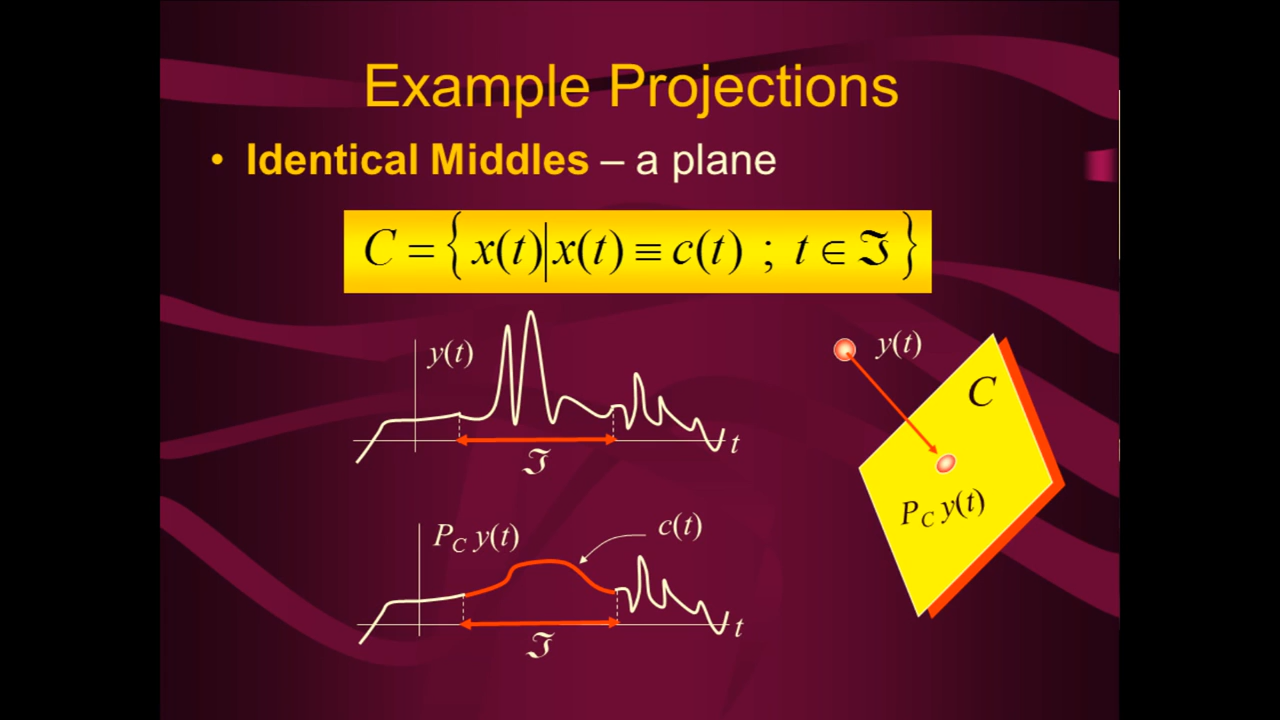 Example Projections
• Identical Middles – a plane
C = { x(t) | x(t) ≡ c(t) ; t ∈ ℑ }
y(t)
t
ℑ
P_C y(t)
c(t)
t
ℑ
y(t)
C
P_C y(t)